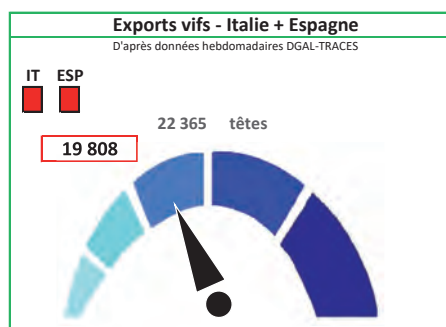 Exports vifs - Italie + Espagne
D'après données hebdomadaires DGAL-TRACES
IT ESP
22 365 têtes
19 808